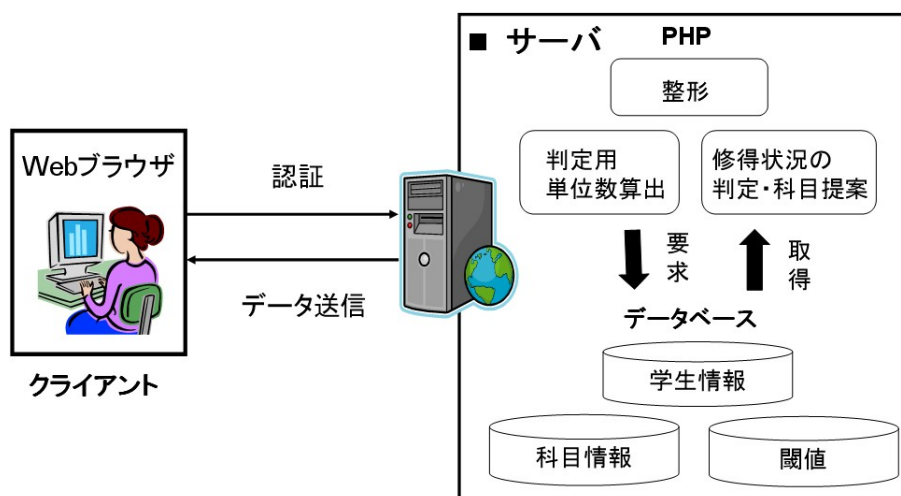 ■ サーバ PHP
整形
判定用
単位数算出
修得状況の
判定・科目提案
要求
取得
データベース
学生情報
科目情報
閾値
Webブラウザ
クライアント
認証
データ送信